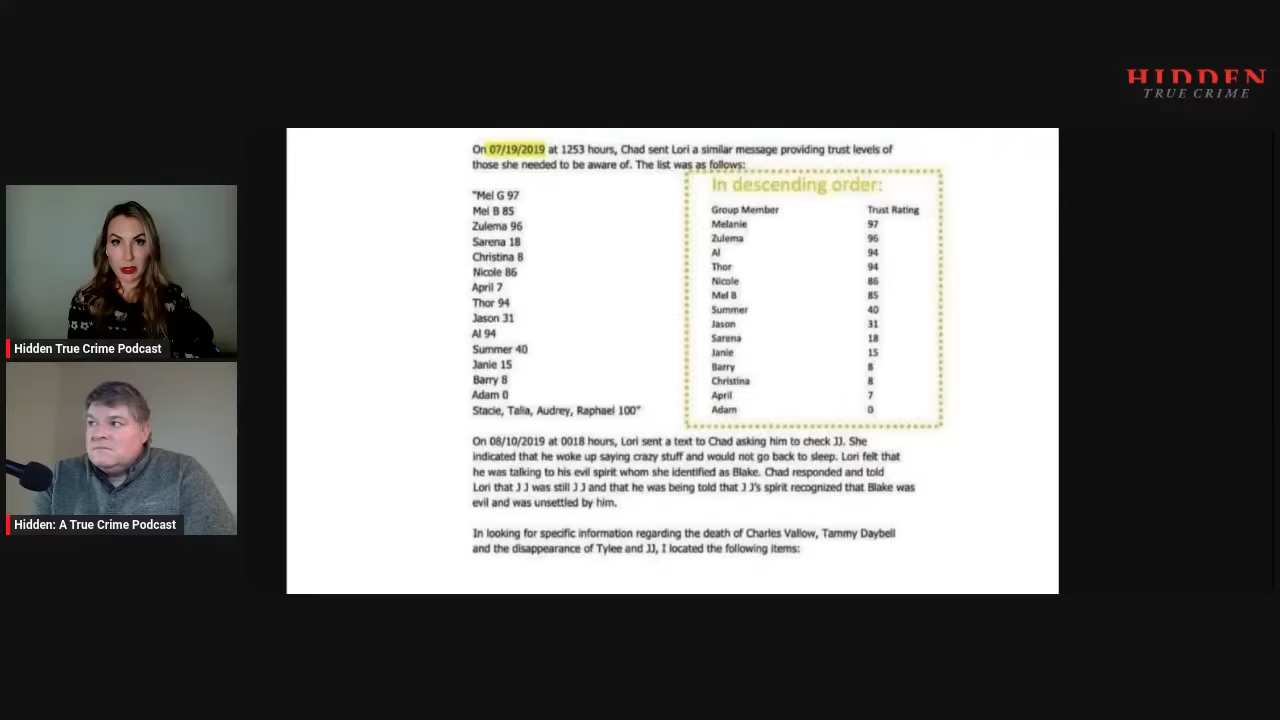 HIDDEN
TRUE CRIME
On 07/19/2019 at 1253 hours, Chad sent Lori a similar message providing trust levels of
those she needed to be aware of. The list was as follows:
"Mel G 97
Mel B 85
Zulema 96
Sarena 18
Christina 8
Nicole 86
April 7
Thor 94
Jason 31
Al 94
Summer 40
Janie 15
Barry 8
Adam 0
Stacie, Talia, Audrey, Raphael 100"
In descending order:
Group Member Trust Rating
Melanie 97
Zulema 96
Al 94
Thor 94
Nicole 86
Mel B 85
Summer 40
Jason 31
Sarena 18
Janie 15
Barry 8
Christina 8
April 7
Adam 0
On 08/10/2019 at 0018 hours, Lori sent a text to Chad asking him to check JJ. She
indicated that he woke up saying crazy stuff and would not go back to sleep. Lori felt that
he was talking to his evil spirit whom she identified as Blake. Chad responded and told
Lori that J J was still J J and that he was being told that J J's spirit recognized that Blake was
evil and was unsettled by him.
In looking for specific information regarding the death of Charles Vallow, Tammy Daybell
and the disappearance of Tylee and JJ, I located the following items:
Hidden True Crime Podcast
Hidden: A True Crime Podcast